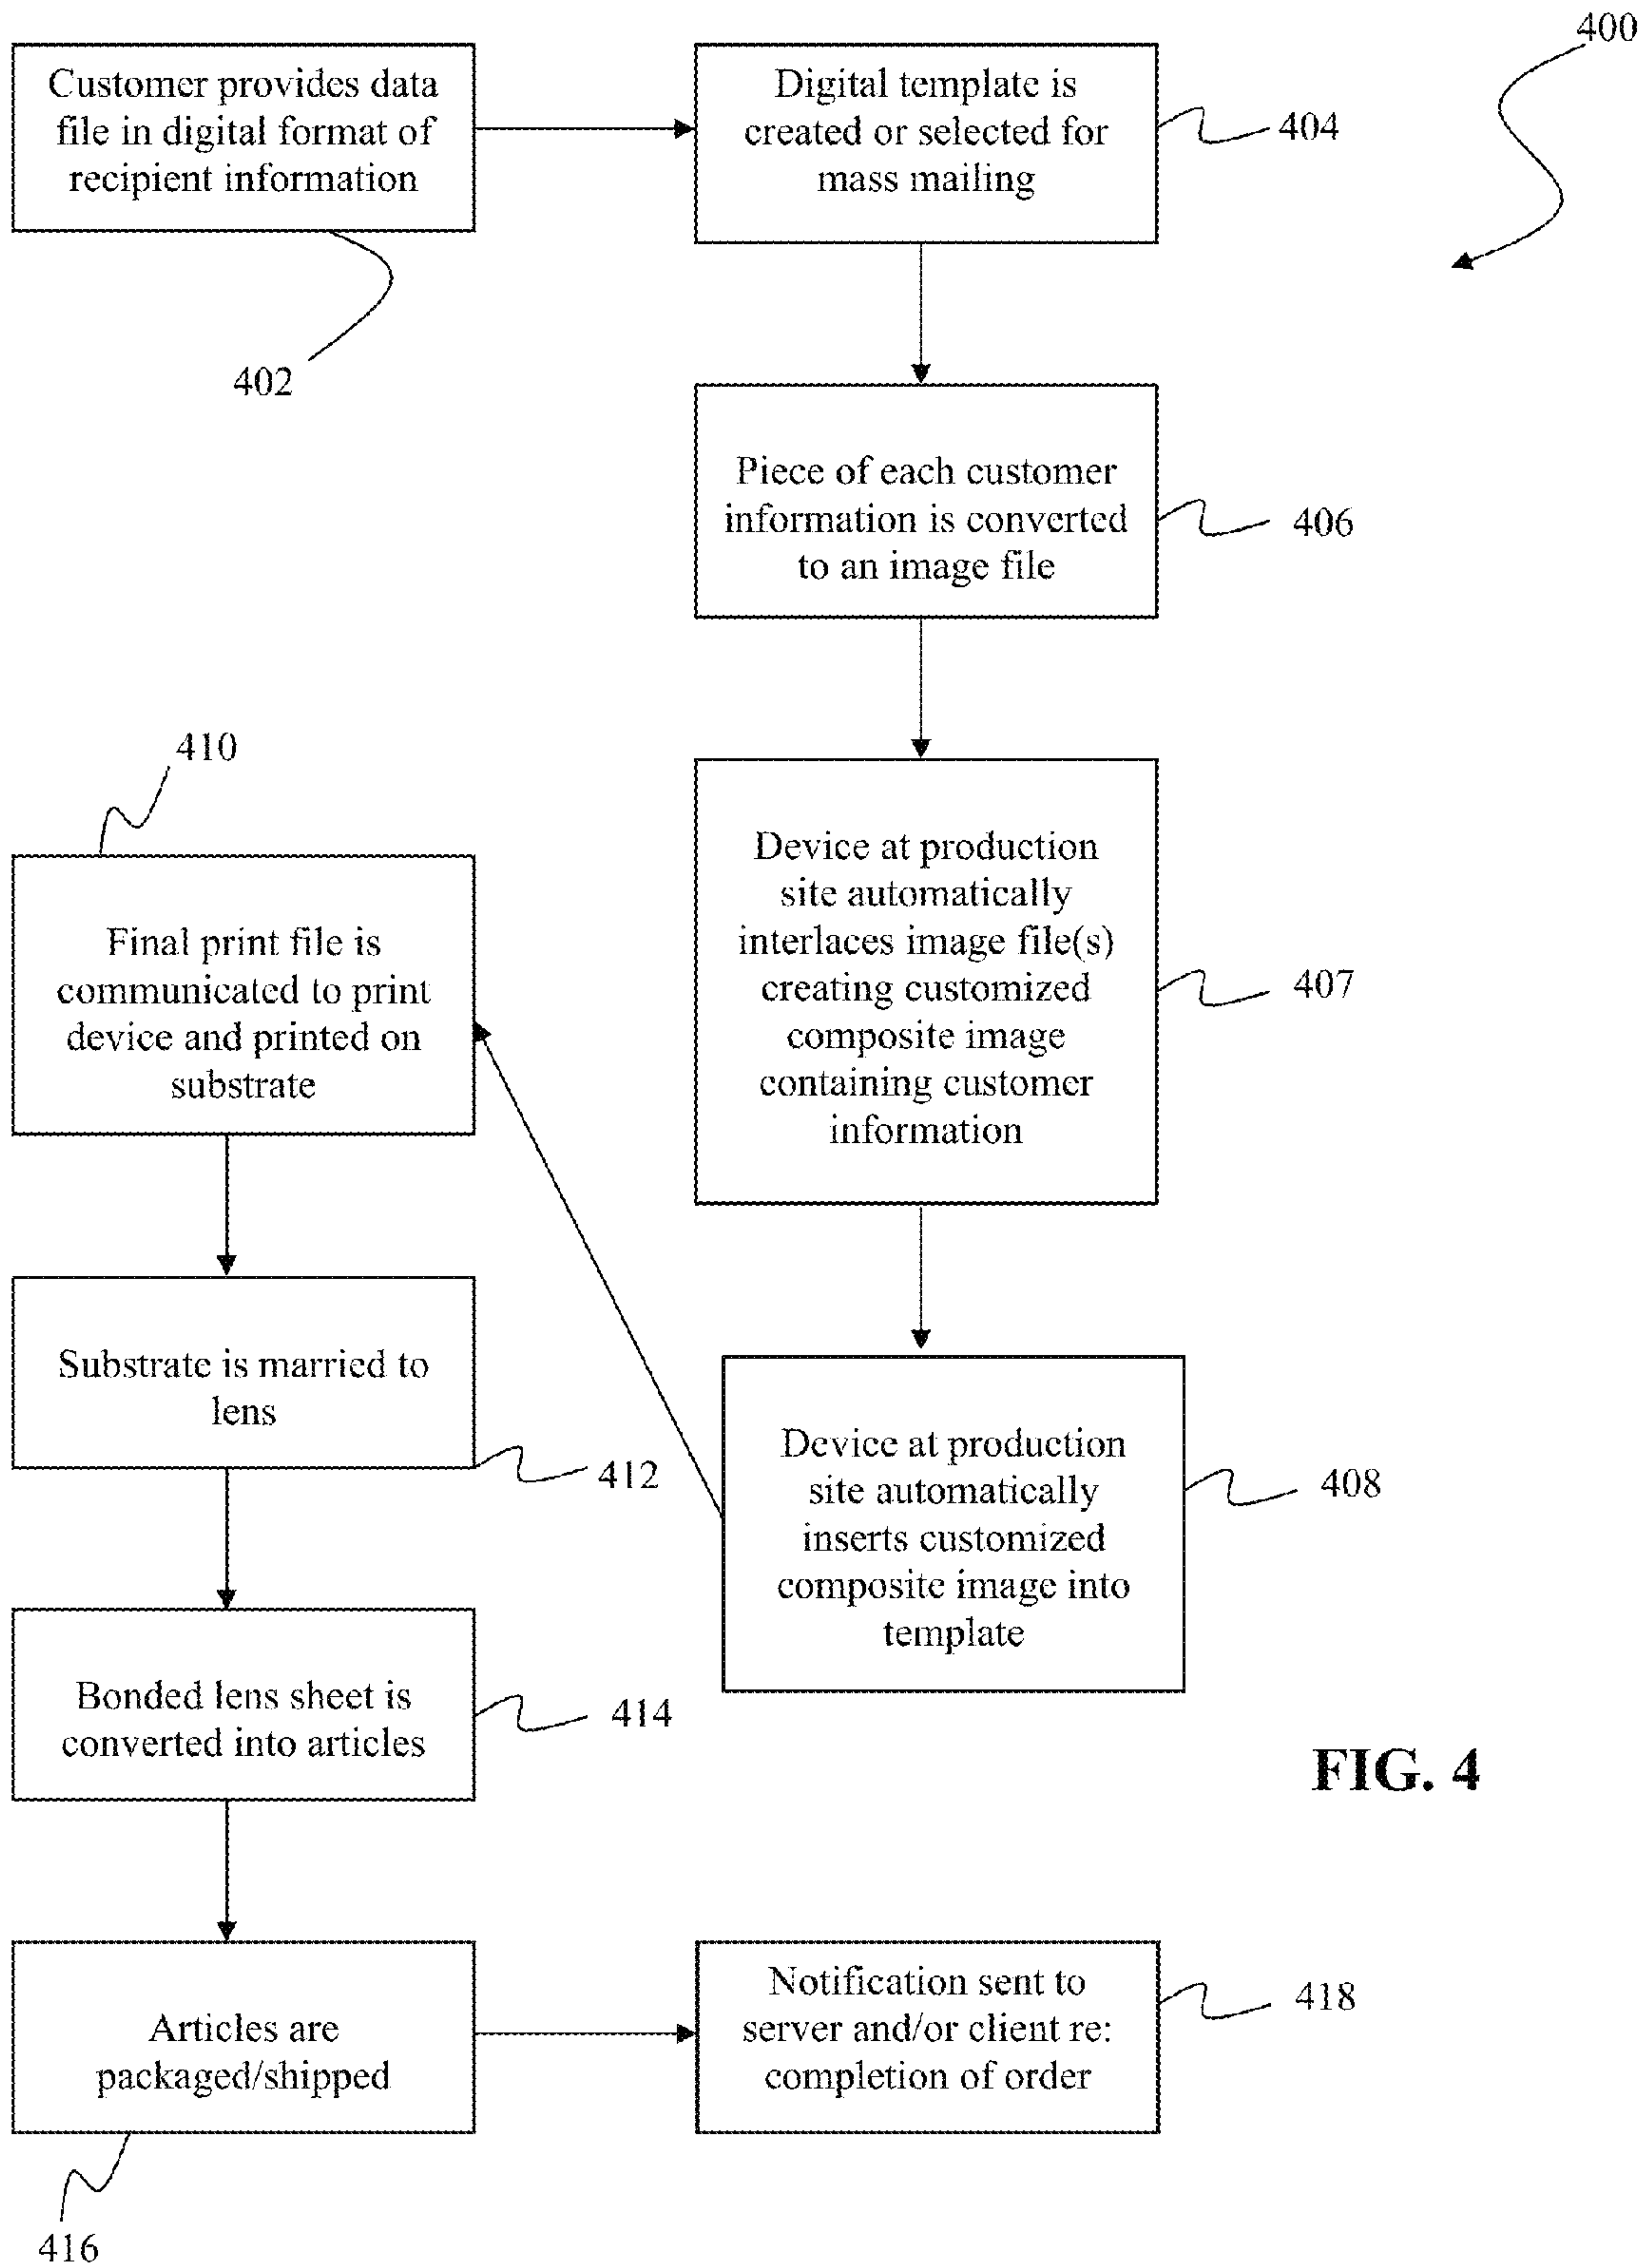 400
Customer provides data
file in digital format of
recipient information
402
Digital template is
created or selected for
mass mailing
404
Piece of each customer
information is converted
to an image file
406
Device at production
site automatically
interlaces image file(s)
creating customized
composite image
containing customer
information
407
Device at production
site automatically
inserts customized
composite image into
template
408
410
Final print file is
communicated to print
device and printed on
substrate
Substrate is married to
lens
412
Bonded lens sheet is
converted into articles
414
Articles are
packaged/shipped
416
Notification sent to
server and/or client re:
completion of order
418
FIG. 4